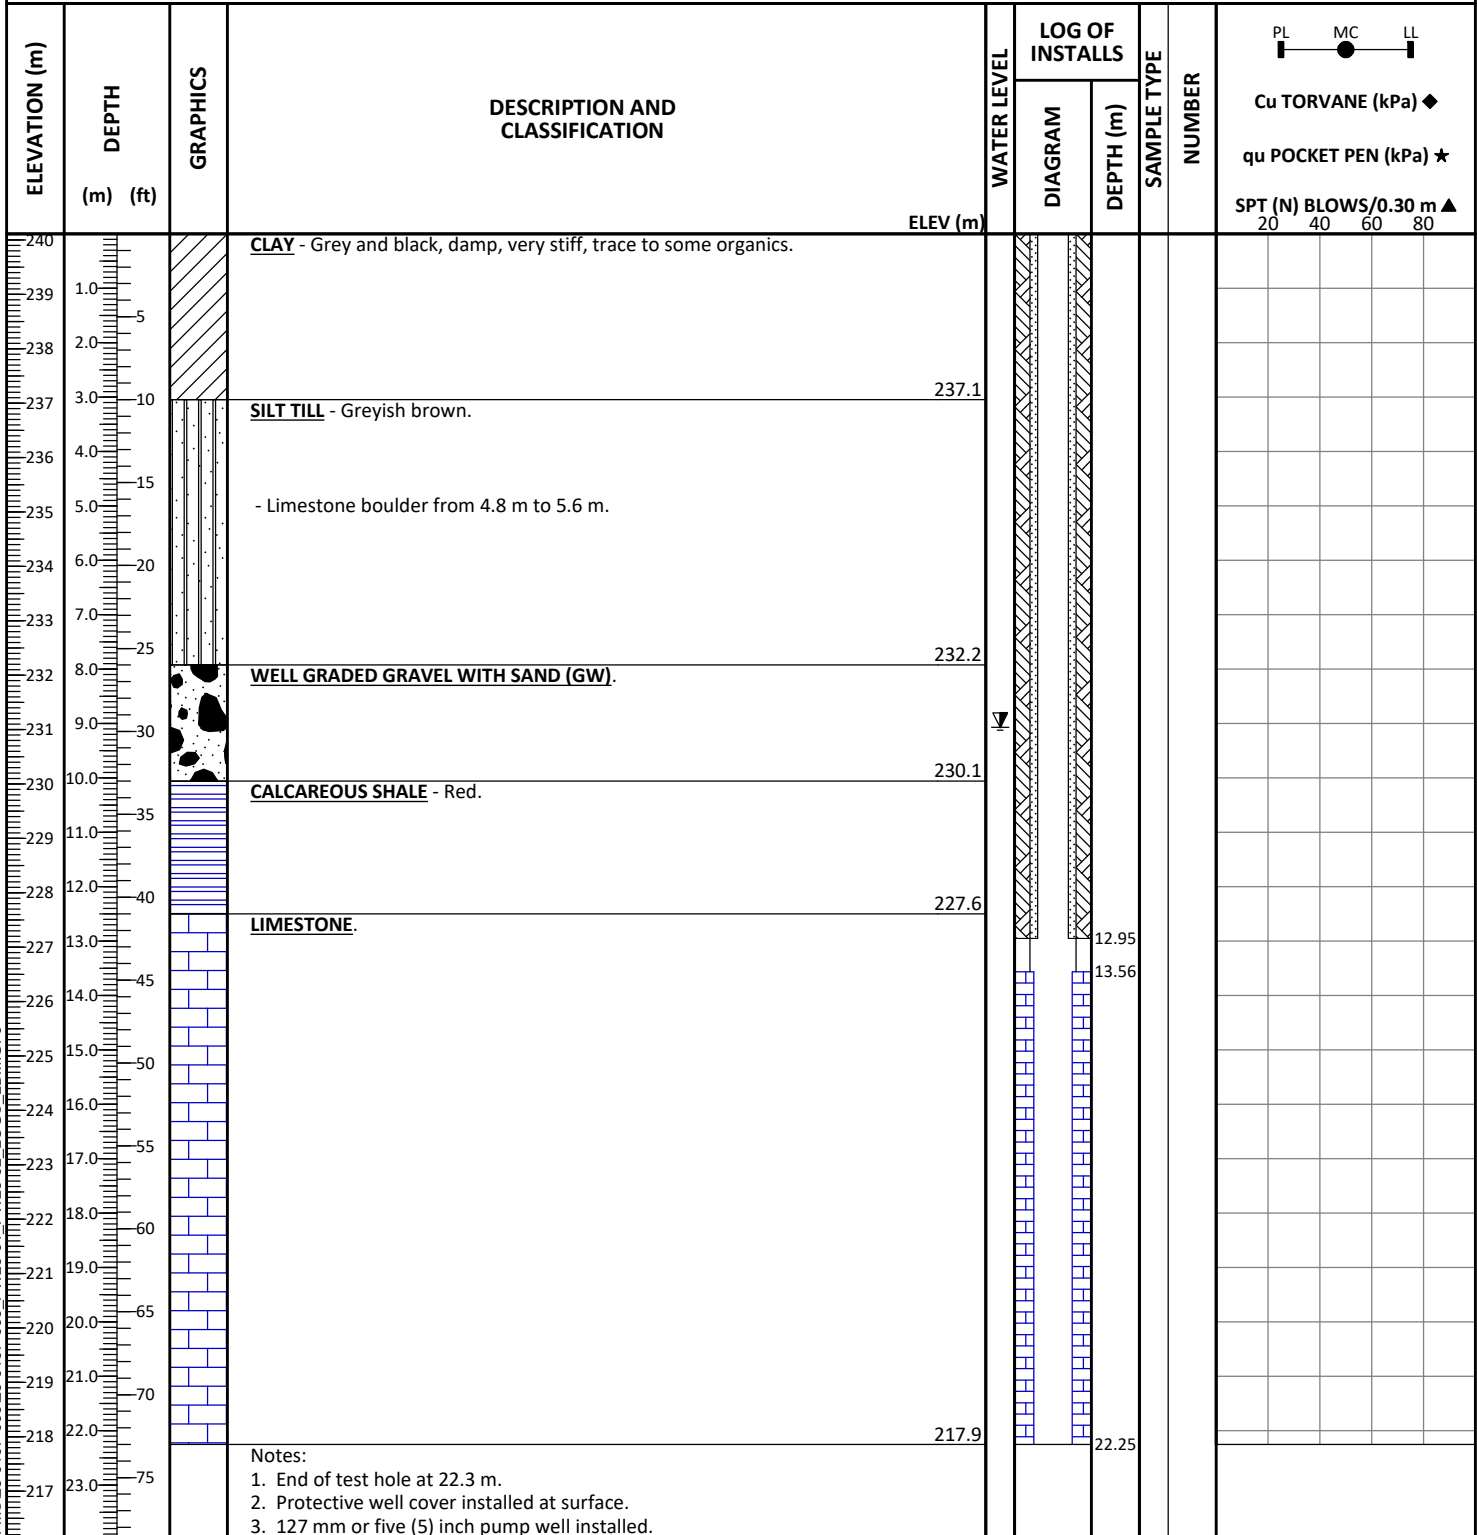 ELEVATION (m)
DEPTH
(m) (ft)
GRAPHICS
DESCRIPTION AND
CLASSIFICATION
ELEV (m)
WATER LEVEL
LOG OF
INSTALLS
DIAGRAM
DEPTH (m)
SAMPLE TYPE
NUMBER
PL MC LL
Cu TORVANE (kPa) ◆
qu POCKET PEN (kPa) ★
SPT (N) BLOWS/0.30 m ▲
20 40 60 80
240
CLAY - Grey and black, damp, very stiff, trace to some organics.
239 1.0
5
238 2.0
237.1
237 3.0 10
SILT TILL - Greyish brown.
236 4.0
15
235 5.0
- Limestone boulder from 4.8 m to 5.6 m.
234 6.0 20
233 7.0
25
232.2
232 8.0
WELL GRADED GRAVEL WITH SAND (GW).
231 9.0 30
230.1
230 10.0
CALCAREOUS SHALE - Red.
35
229 11.0
228 12.0 40
227.6
LIMESTONE.
227 13.0
12.95
13.56
45
226 14.0
225 15.0 50
224 16.0
55
223 17.0
222 18.0 60
221 19.0
65
220 20.0
219 21.0
70
218 22.0
217.9
22.25
Notes:
75
1. End of test hole at 22.3 m.
217 23.0
2. Protective well cover installed at surface.
3. 127 mm or five (5) inch pump well installed.